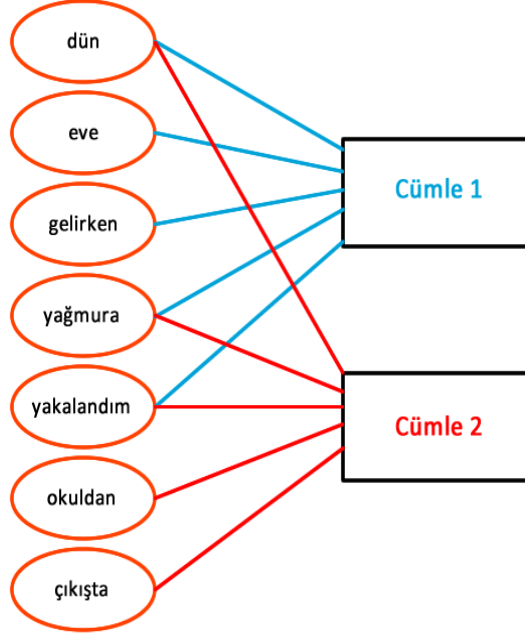 dün
eve
gelirken
yağmura
yakalandım
okuldan
çıkışta
Cümle 1
Cümle 2